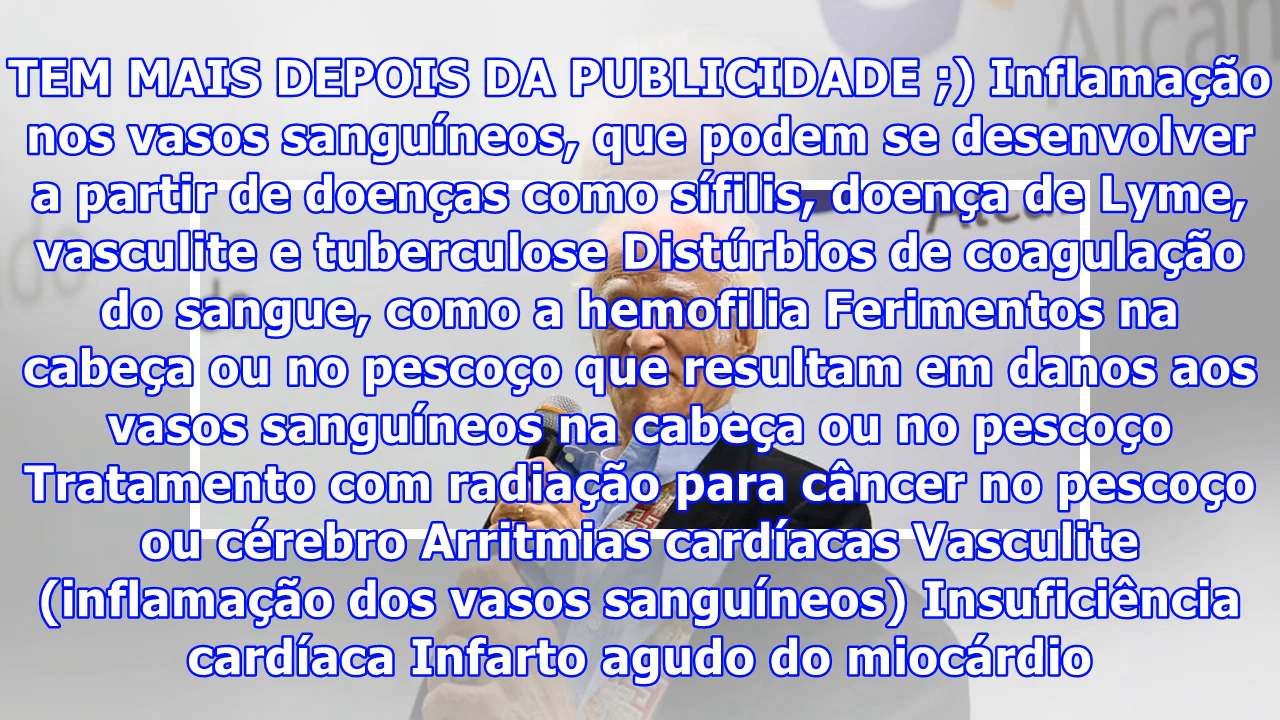 TEM MAIS DEPOIS DA PUBLICIDADE ;) Inflamação
nos vasos sanguíneos, que podem se desenvolver
a partir de doenças como sífilis, doença de Lyme,
vasculite e tuberculose Distúrbios de coagulação
do sangue, como a hemofilia Ferimentos na
cabeça ou no pescoço que resultam em danos aos
vasos sanguíneos na cabeça ou no pescoço
Tratamento com radiação para câncer no pescoço
ou cérebro Arritmias cardíacas Vasculite
(inflamação dos vasos sanguíneos) Insuficiência
cardíaca Infarto agudo do miocárdio